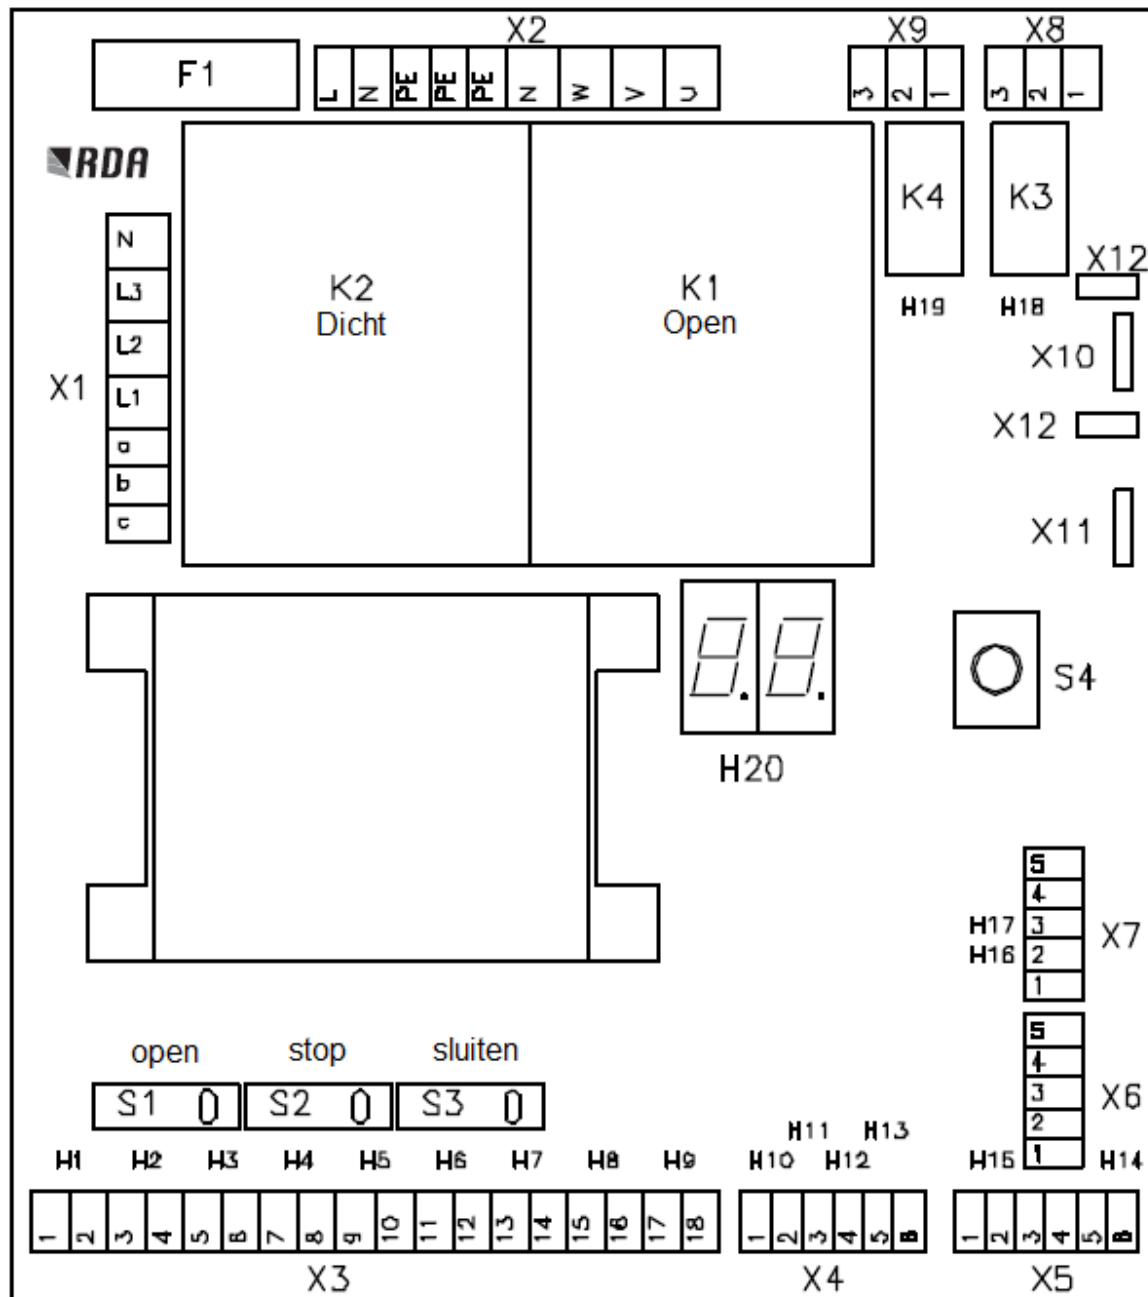 X2 X9 X8
F1
L N PE PE PE N W V U
3 2 1
3 2 1
RDA
K4 K3
N
L3
L2
L1
a
b
c
X1
K2
Dicht
K1
Open
H19 H18
X12
X10
X12
X11
8. 8.
H20
S4
5
4
H17 3
H16 2
1
X7
5
4
3
2
1
X6
open stop sluiten
S1 0 S2 0 S3 0
H11 H13
H1 H2 H3 H4 H5 H6 H7 H8 H9 H10 H12 H15 H14
1 2 3 4 5 6 7 8 9 10 11 12 13 14 15 16 17 18
1 2 3 4 5 6
1 2 3 4 5 6
X3 X4 X5